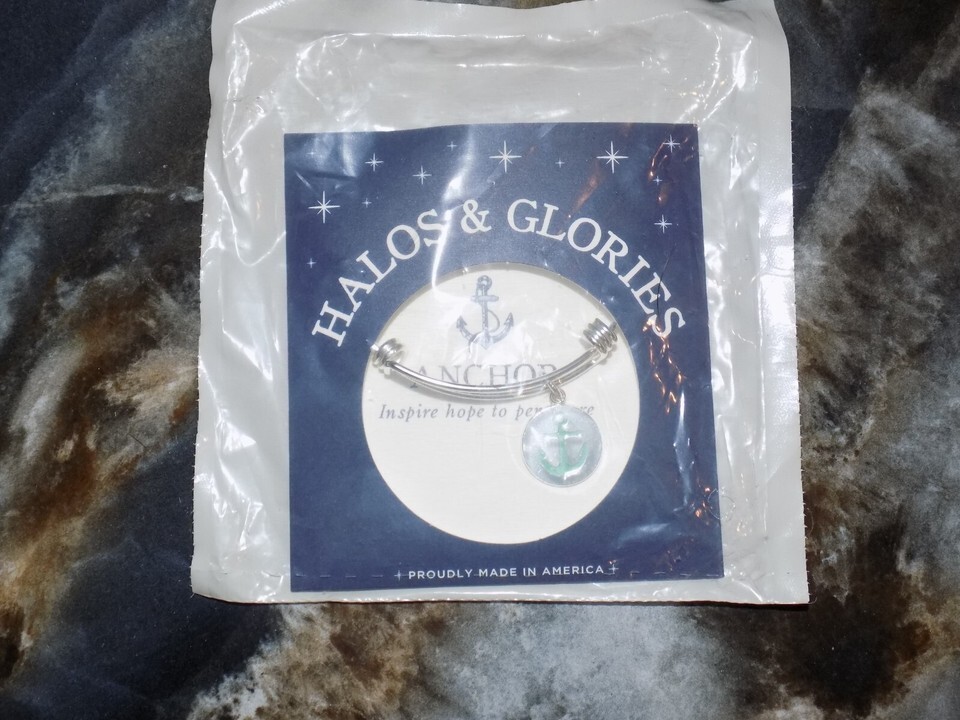 HALOS & GLORIES
ANCHOR
Inspire hope to
PROUDLY MADE IN AMERICA